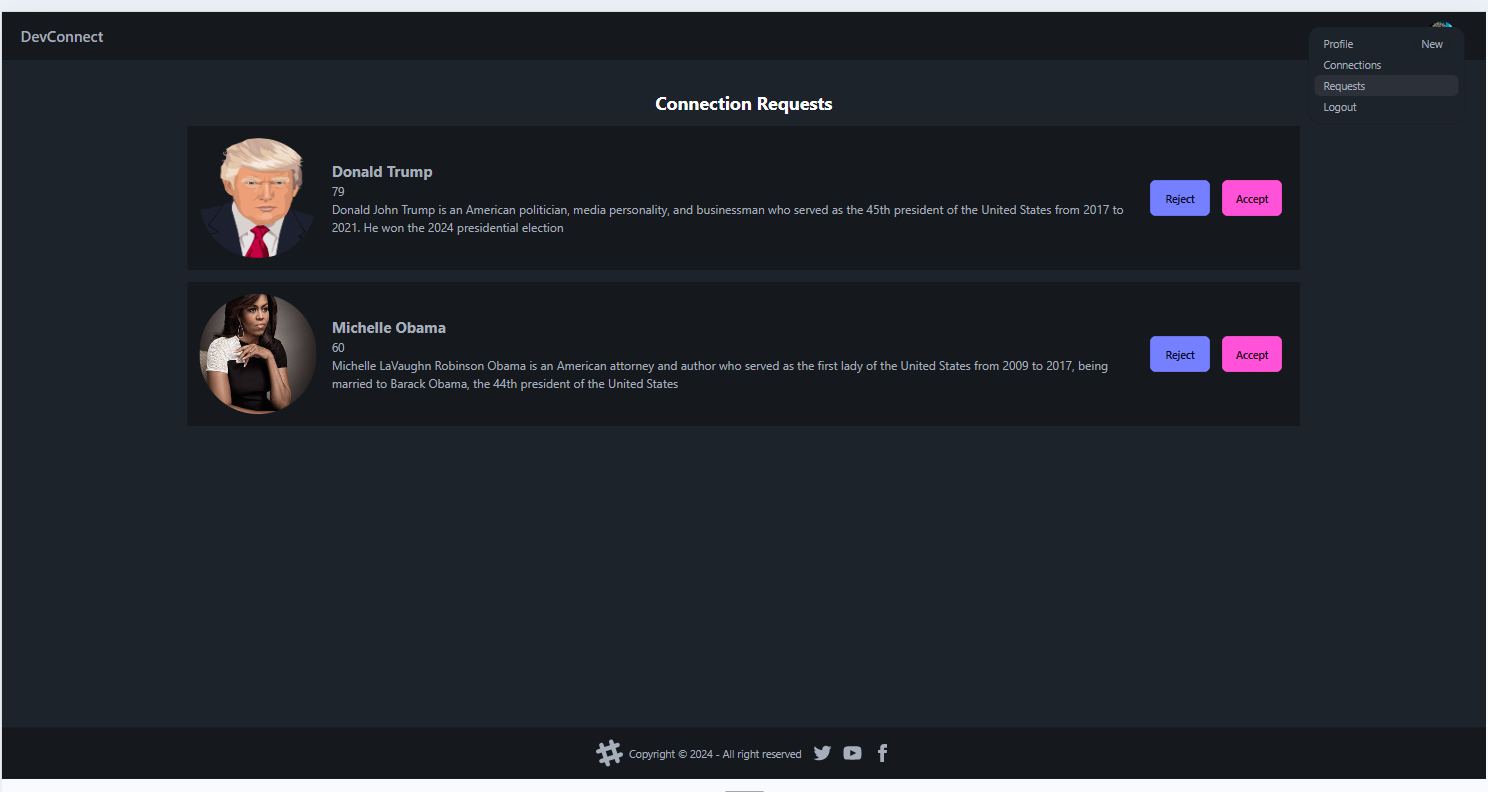 DevConnect
Profile New
Connections
Requests
Logout
Connection Requests
Donald Trump
79
Donald John Trump is an American politician, media personality, and businessman who served as the 45th president of the United States from 2017 to
2021. He won the 2024 presidential election
Reject Accept
Michelle Obama
60
Michelle LaVaughn Robinson Obama is an American attorney and author who served as the first lady of the United States from 2009 to 2017, being
married to Barack Obama, the 44th president of the United States
Reject Accept
Copyright © 2024 - All right reserved